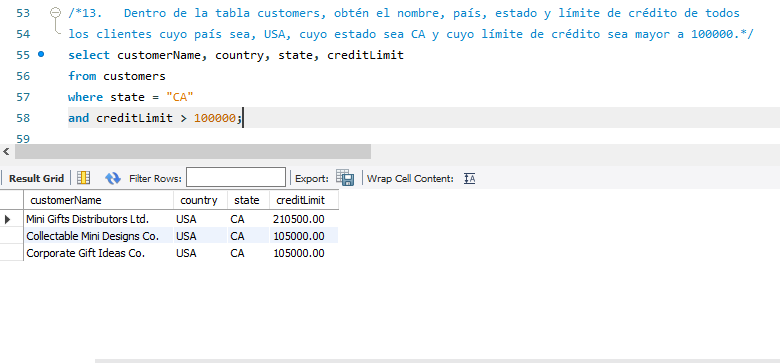 53 /*13. Dentro de la tabla customers, obtén el nombre, país, estado y límite de crédito de todos
54 los clientes cuyo país sea, USA, cuyo estado sea CA y cuyo límite de crédito sea mayor a 100000.*/
55 select customerName, country, state, creditLimit
56 from customers
57 where state = "CA"
58 and creditLimit > 100000;
59
Result Grid Filter Rows: Export: Wrap Cell Content:
customerName country state creditLimit
Mini Gifts Distributors Ltd. USA CA 210500.00
Collectable Mini Designs Co. USA CA 105000.00
Corporate Gift Ideas Co. USA CA 105000.00